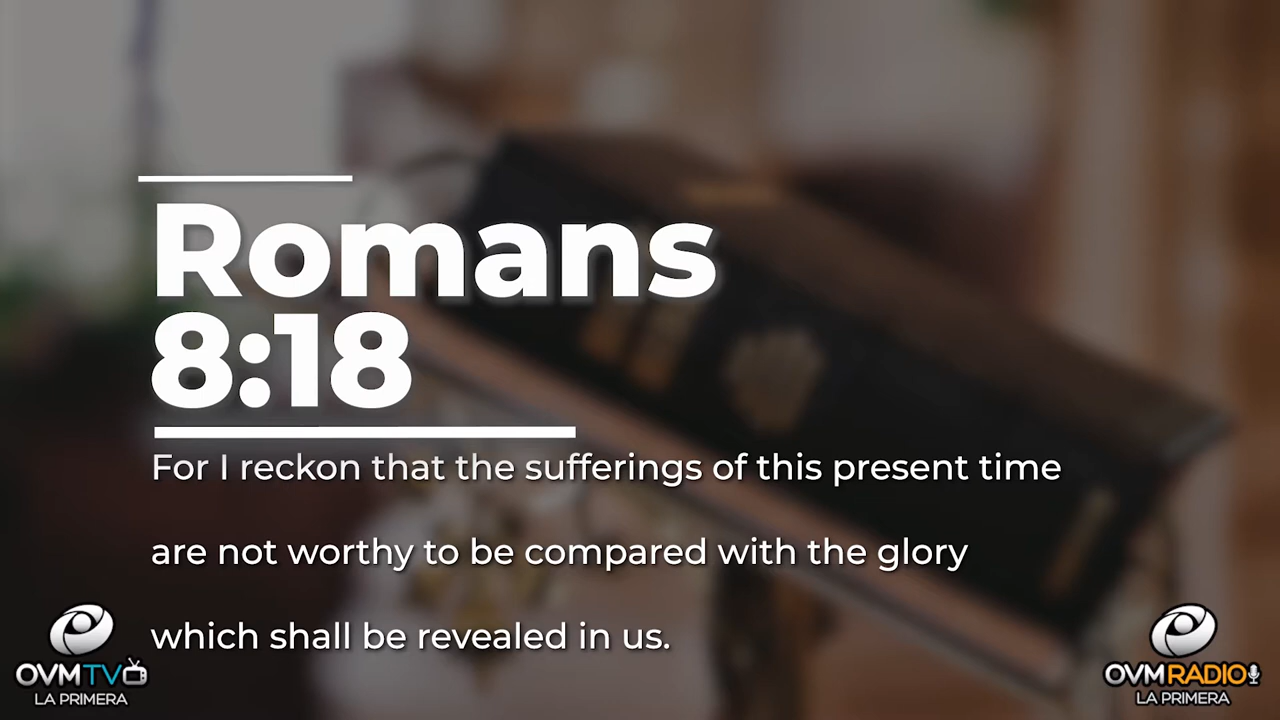 Romans
8:18
For I reckon that the sufferings of this present time
are not worthy to be compared with the glory
which shall be revealed in us.
OVMTV
LA PRIMERA
OVMRADIO
LA PRIMERA